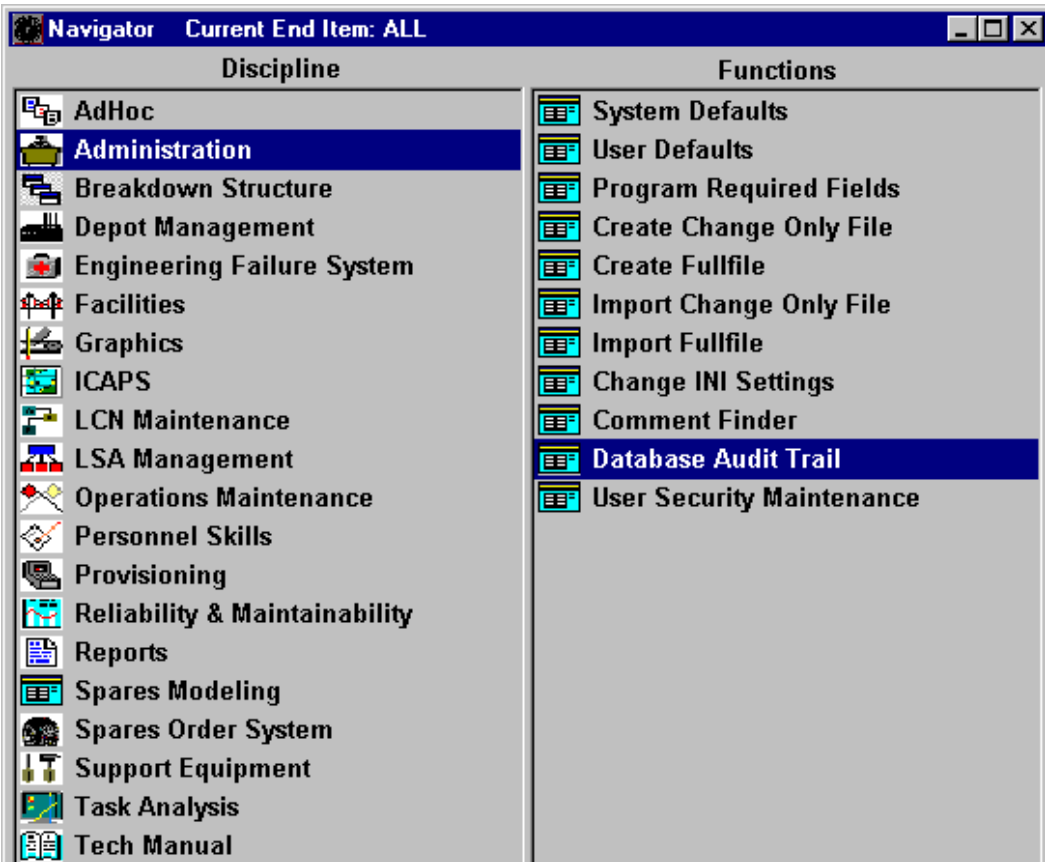 Navigator Current End Item: ALL
Discipline
AdHoc
Administration
Breakdown Structure
Depot Management
Engineering Failure System
Facilities
Graphics
ICAPS
LCN Maintenance
LSA Management
Operations Maintenance
Personnel Skills
Provisioning
Reliability & Maintainability
Reports
Spares Modeling
Spares Order System
Support Equipment
Task Analysis
Tech Manual
Functions
System Defaults
User Defaults
Program Required Fields
Create Change Only File
Create Fullfile
Import Change Only File
Import Fullfile
Change INI Settings
Comment Finder
Database Audit Trail
User Security Maintenance